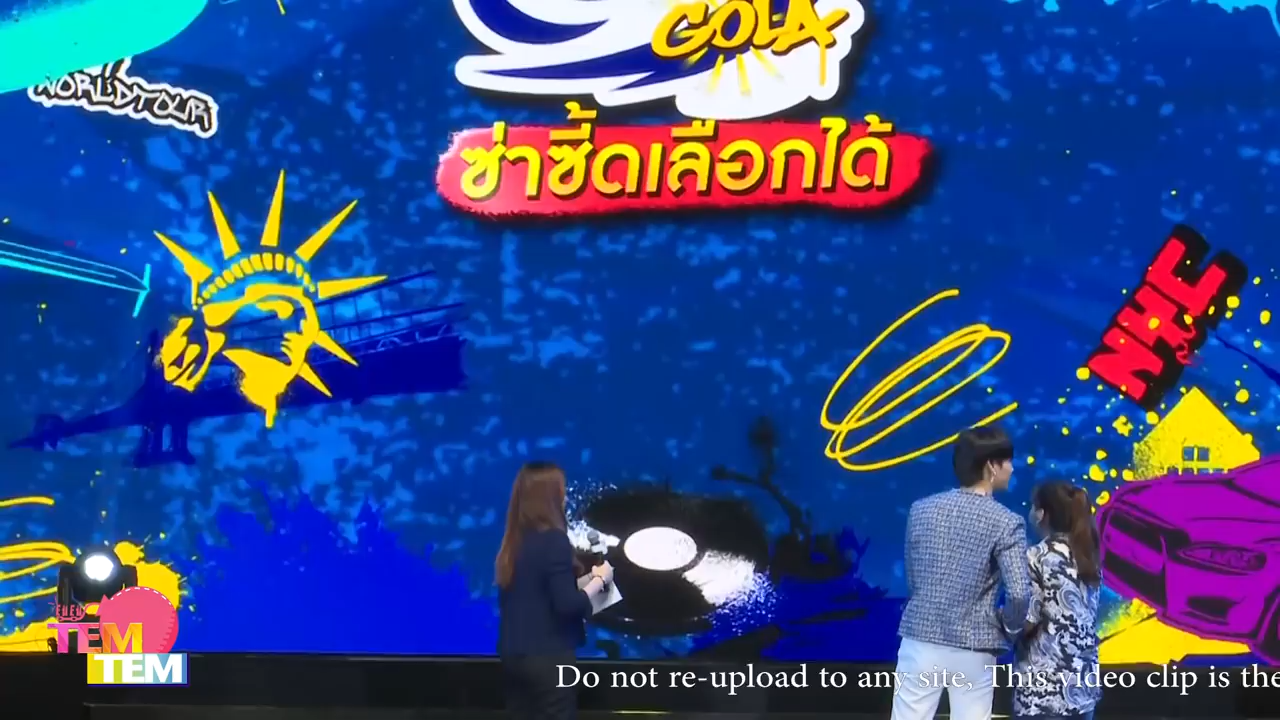 GOLA
WORLDTOUR
ซ่าซี้ดเลือกได้
NHL
TEM
TEM
Do not re-upload to any site, This video clip is the